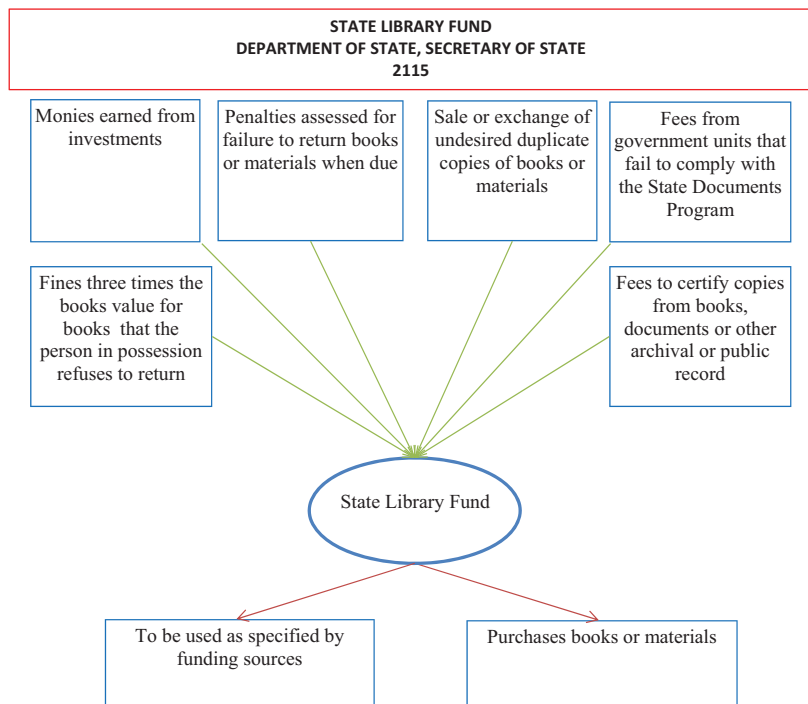 STATE LIBRARY FUND
DEPARTMENT OF STATE, SECRETARY OF STATE
2115
Monies earned from
investments
Penalties assessed for
failure to return books
or materials when due
Sale or exchange of
undesired duplicate
copies of books or
materials
Fees from
government units that
fail to comply with
the State Documents
Program
Fines three times the
books value for
books that the
person in possession
refuses to return
Fees to certify copies
from books,
documents or other
archival or public
record
State Library Fund
To be used as specified by
funding sources
Purchases books or materials